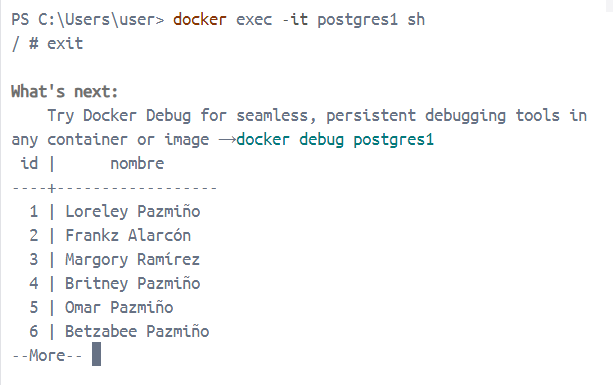 PS C:\Users\user> docker exec -it postgres1 sh
/ # exit

What's next:
    Try Docker Debug for seamless, persistent debugging tools in
any container or image →docker debug postgres1
 id |      nombre
----+------------------
  1 | Loreley Pazmiño
  2 | Frankz Alarcón
  3 | Margory Ramírez
  4 | Britney Pazmiño
  5 | Omar Pazmiño
  6 | Betzabee Pazmiño
--More--